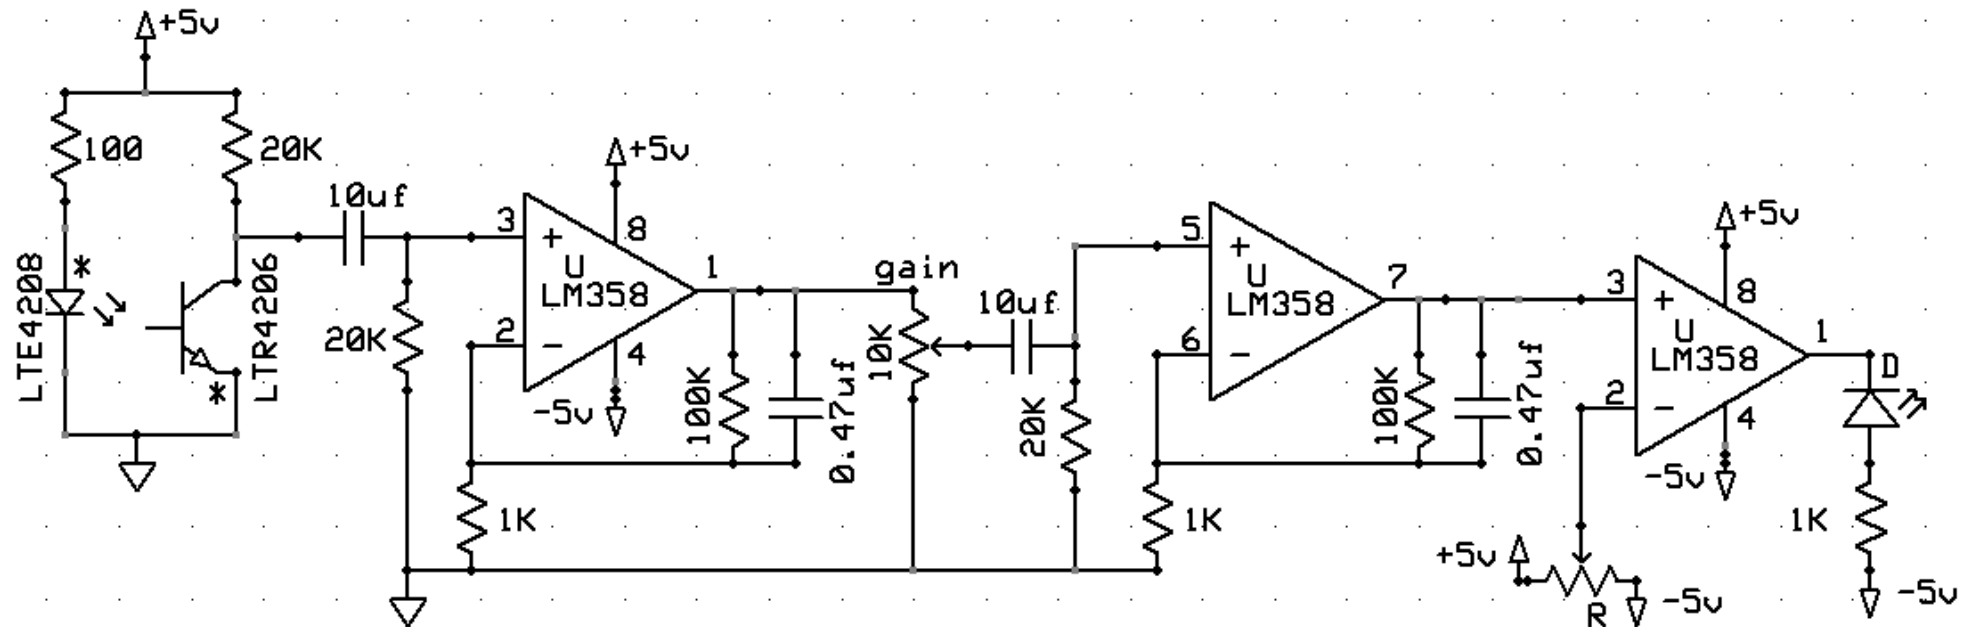 +5v
100
20K
LTE4208
*
LTR4206
*
10uf
20K
+5v
3
+
8
U
LM358
1
2
-
4
-5v
100K
0.47uf
1K
gain
10K
10uf
20K
5
+
U
LM358
7
6
-
100K
0.47uf
1K
+5v
3
+
8
U
LM358
1
2
-
4
-5v
D
1K
-5v
+5v
R
-5v